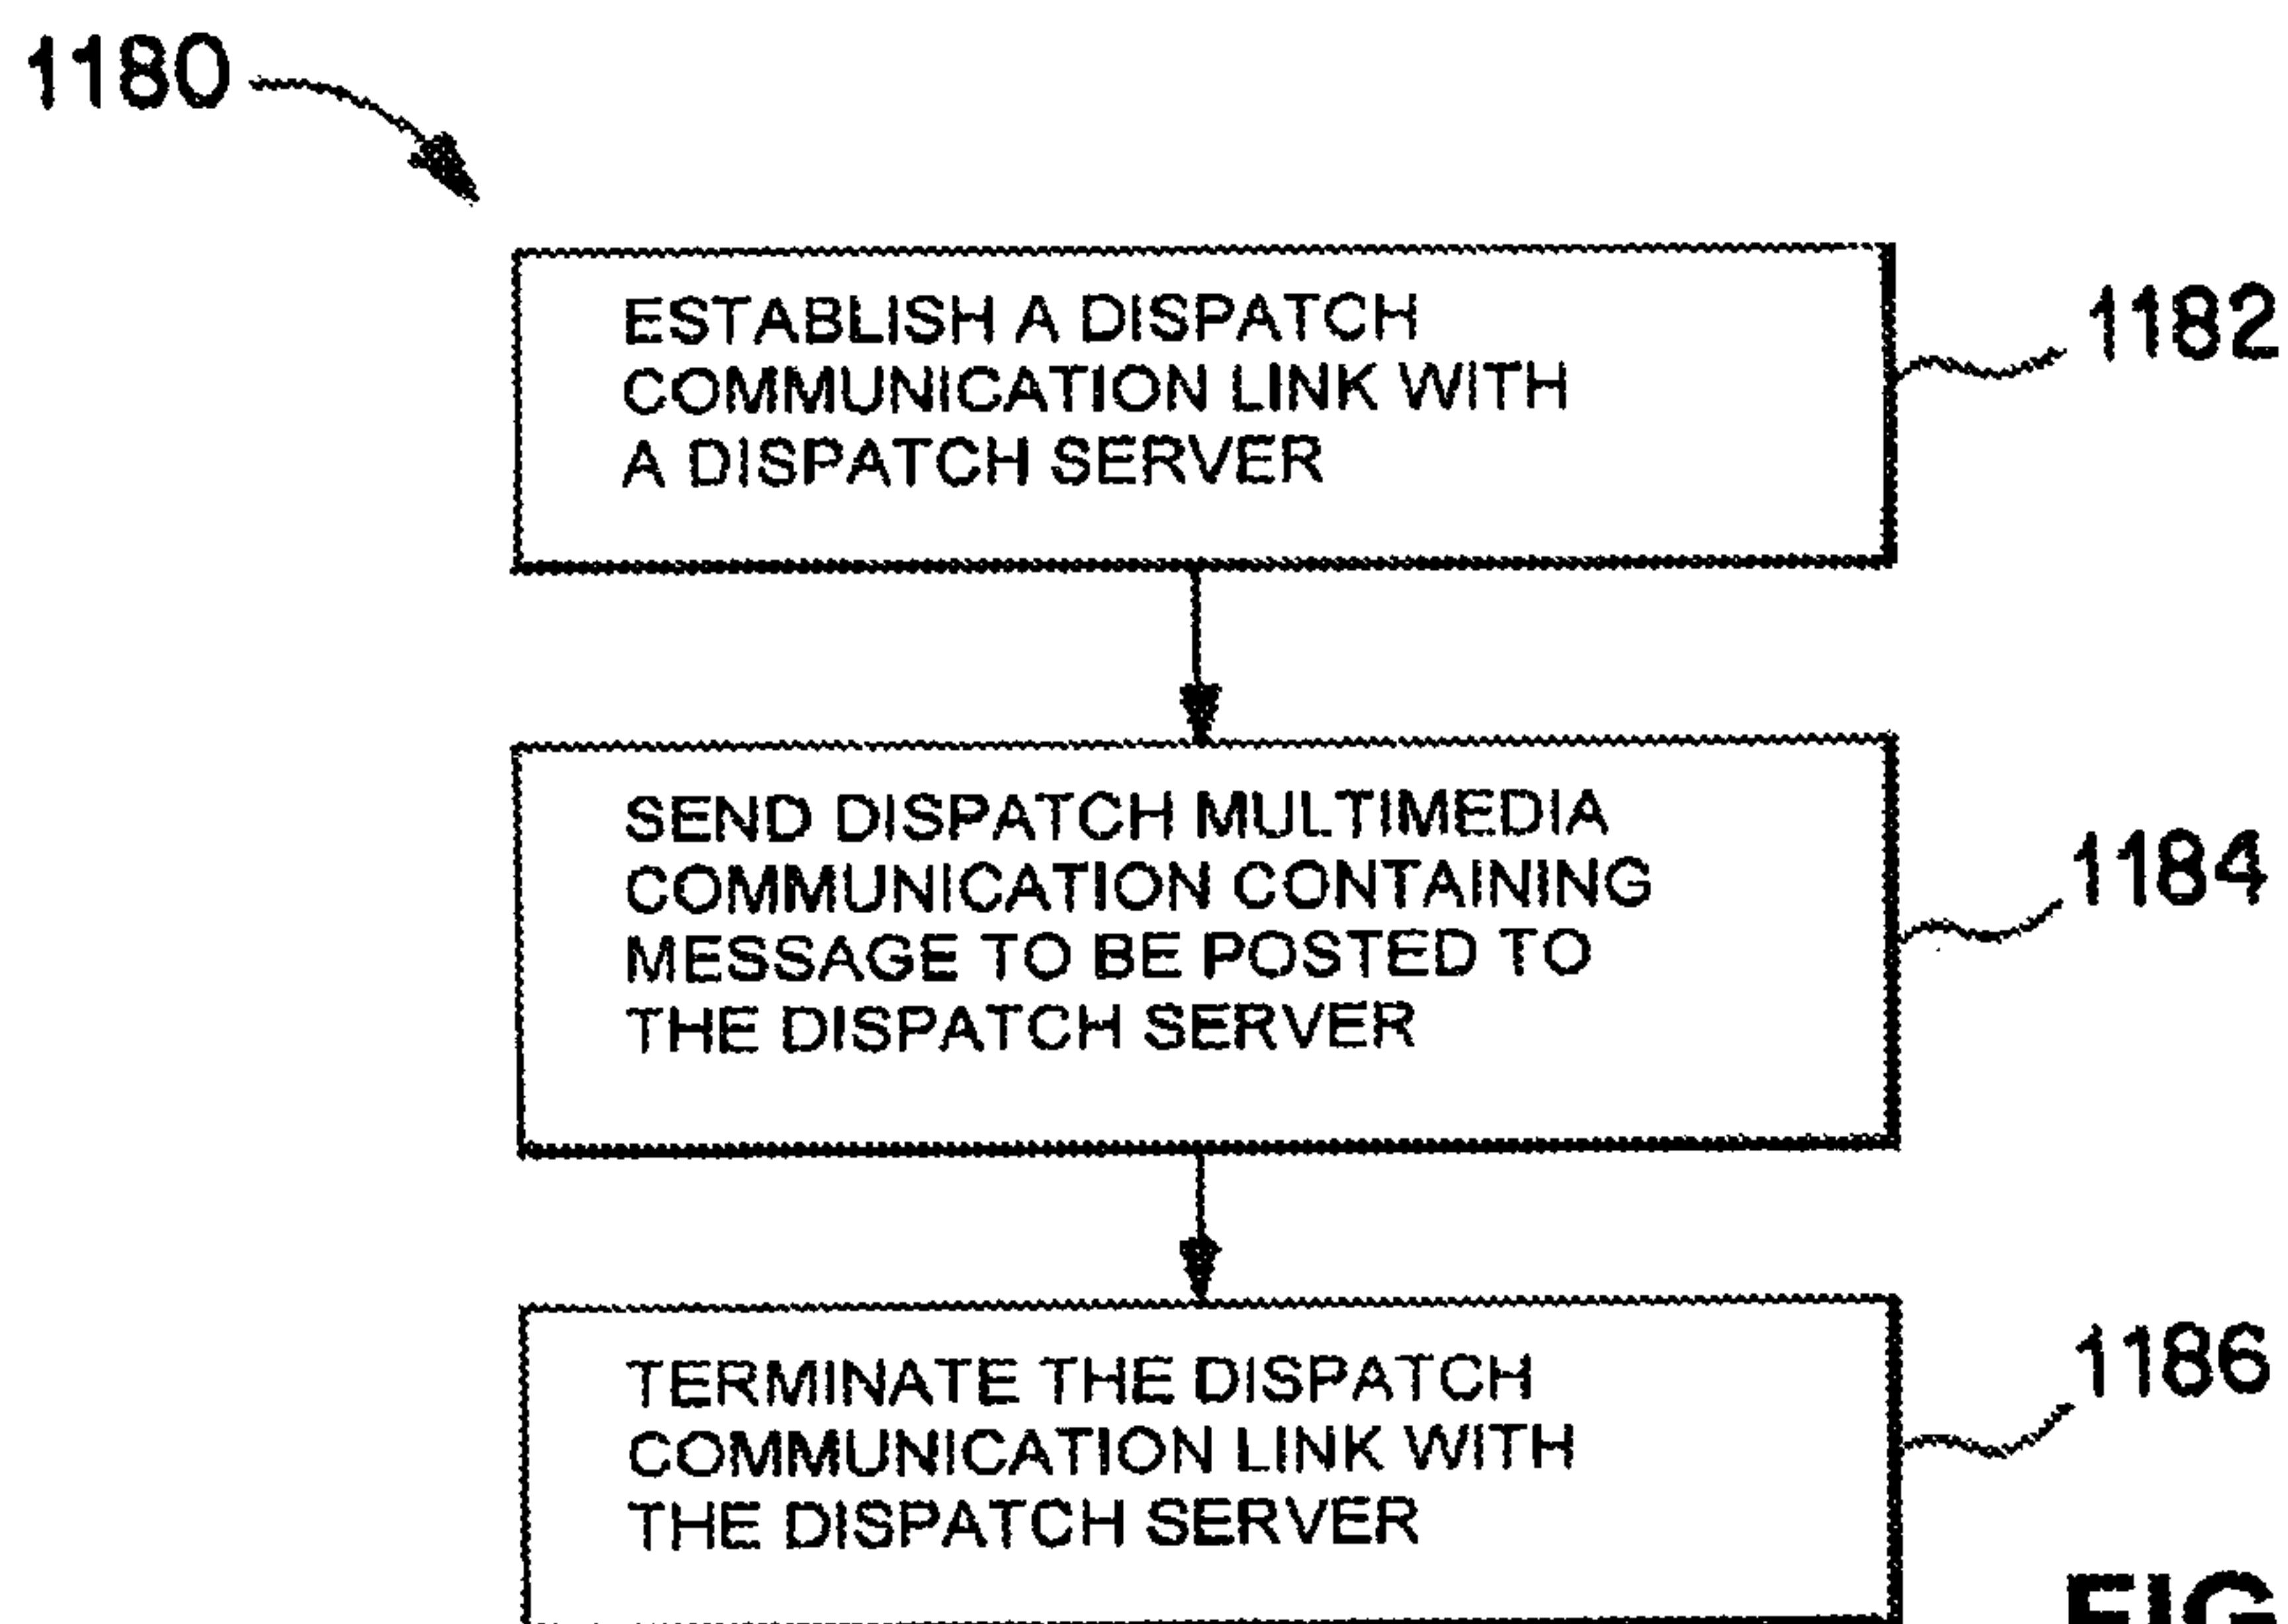 1180
ESTABLISH A DISPATCH
COMMUNICATION LINK WITH
A DISPATCH SERVER
1182
SEND DISPATCH MULTIMEDIA
COMMUNICATION CONTAINING
MESSAGE TO BE POSTED TO
THE DISPATCH SERVER
1184
TERMINATE THE DISPATCH
COMMUNICATION LINK WITH
THE DISPATCH SERVER
1186
FIG